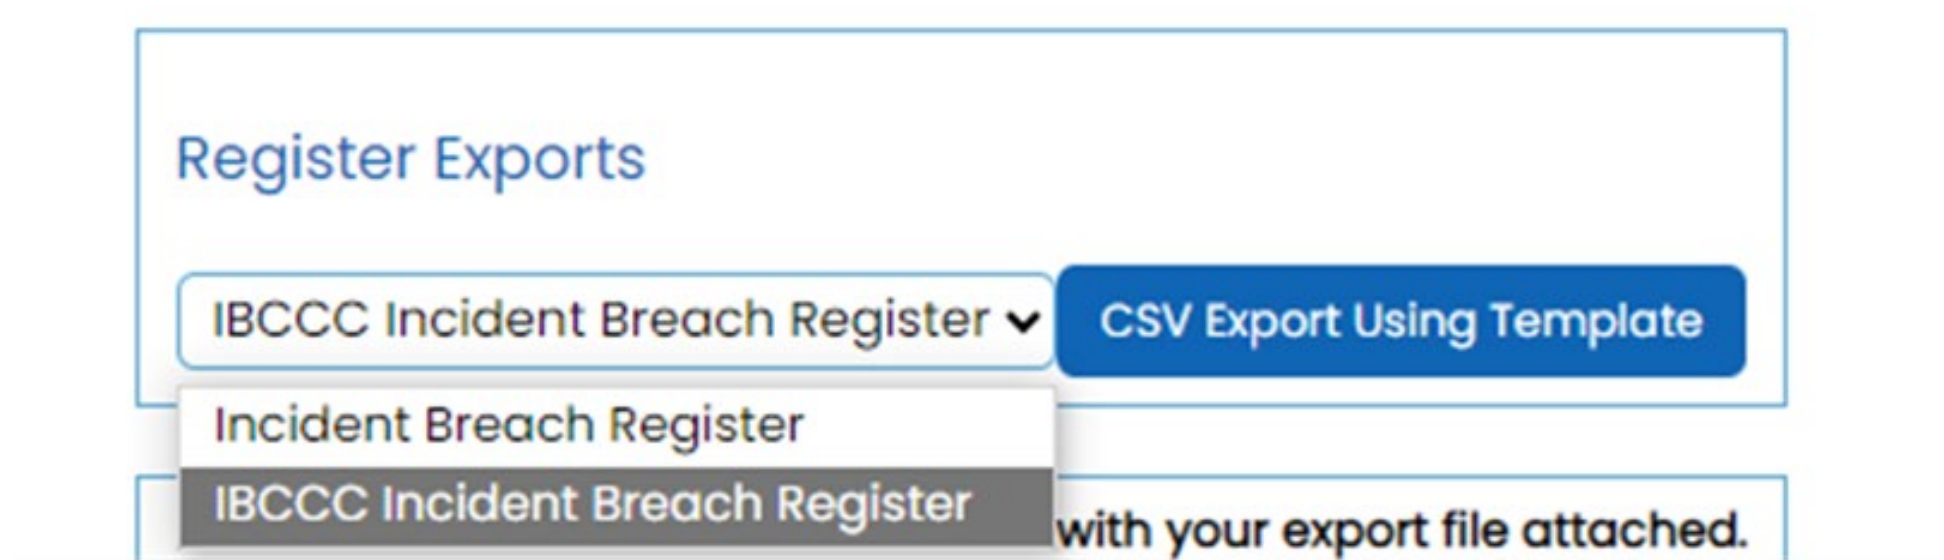 Register Exports
IBCCC Incident Breach Register
CSV Export Using Template
Incident Breach Register
IBCCC Incident Breach Register
with your export file attached.